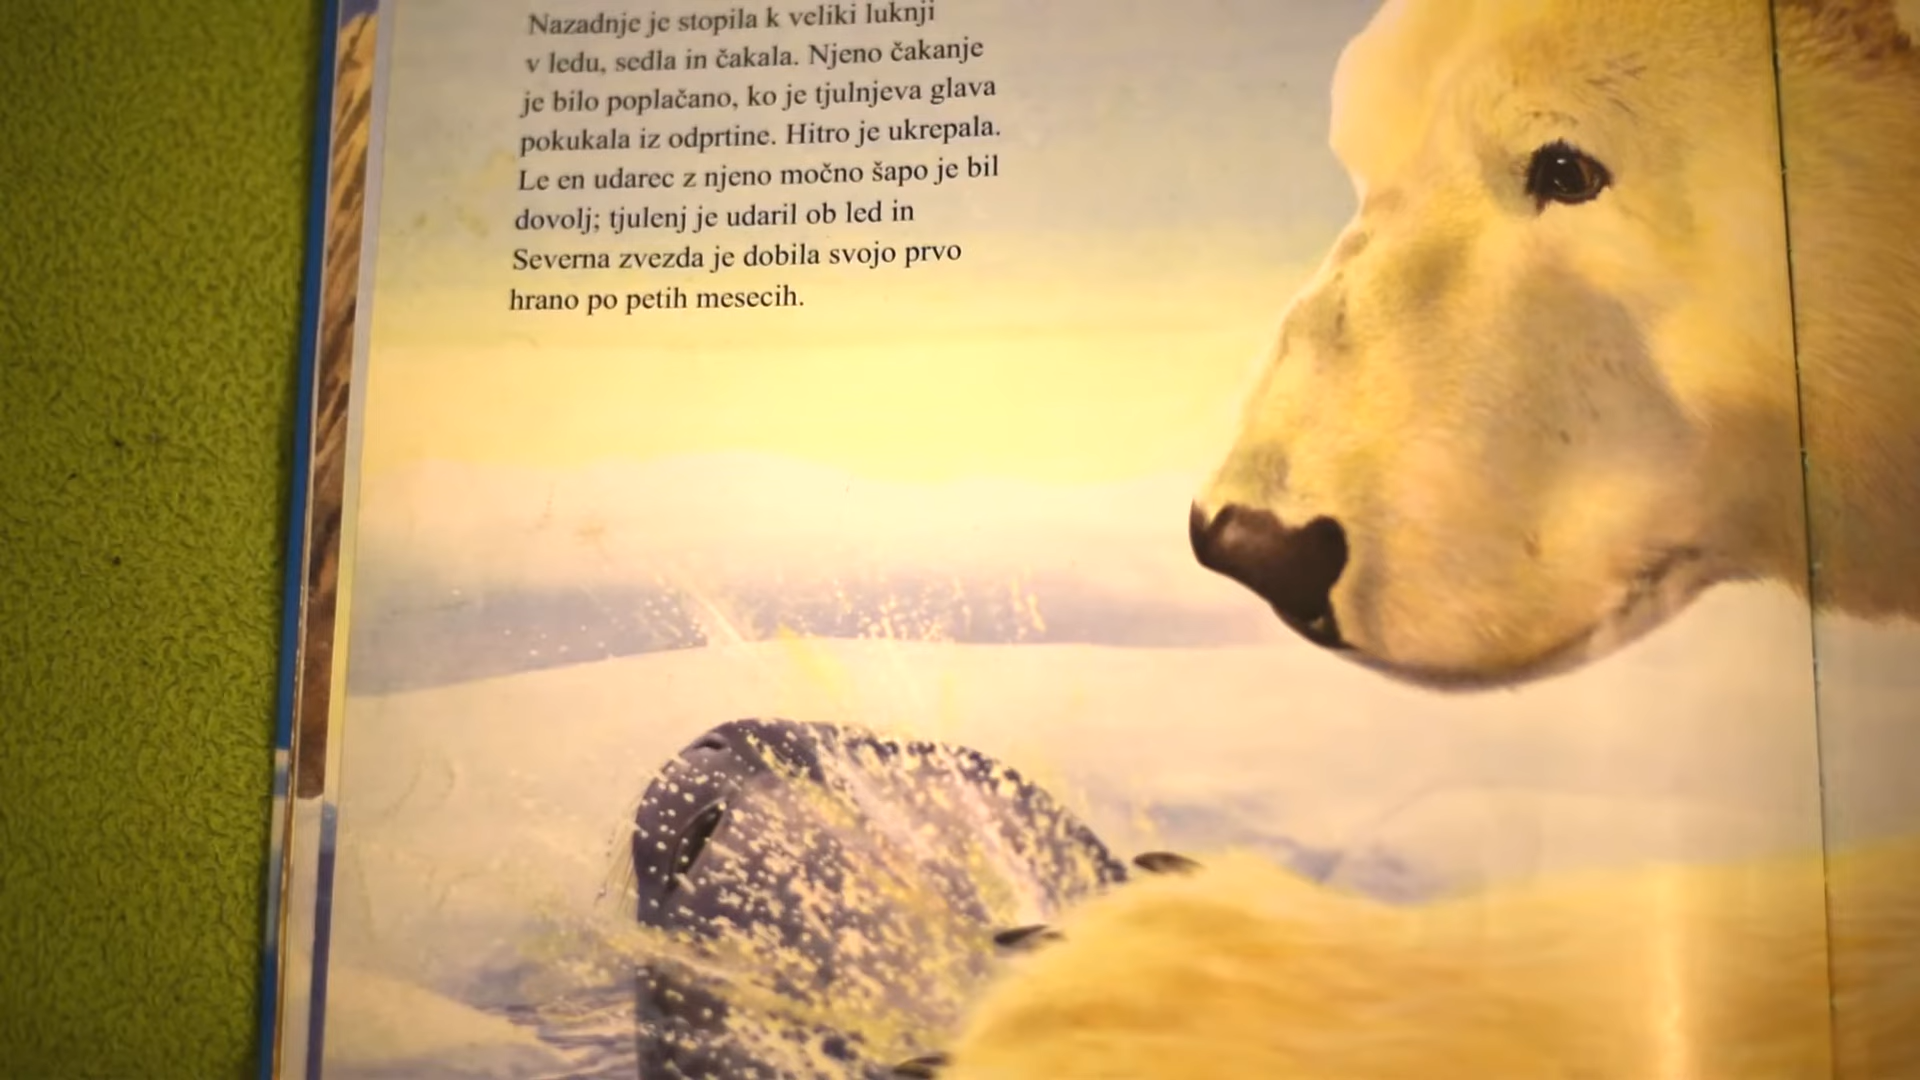 Nazadnje je stopila k veliki luknji
v ledu, sedla in čakala. Njeno čakanje
je bilo poplačano, ko je tjulnjeva glava
pokukala iz odprtine. Hitro je ukrepala.
Le en udarec z njeno močno šapo je bil
dovolj; tjulenj je udaril ob led in
Severna zvezda je dobila svojo prvo
hrano po petih mesecih.